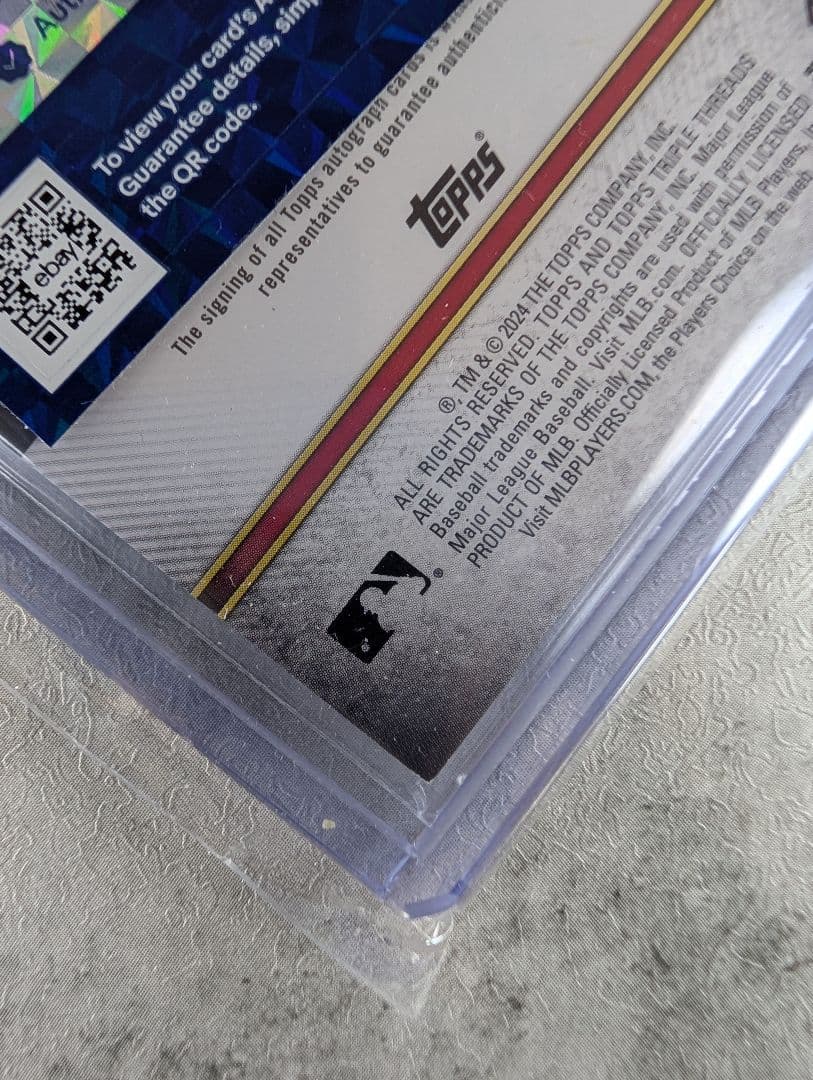 To view your card's
Guarantee details,
the QR code.
ebay
The signing of all Topps autograph cards is
representatives to guarantee
topps®
®, TM & © 2024 THE TOPPS COMPANY, INC.
ALL RIGHTS RESERVED. TOPPS AND TOPPS TRIPLE THREADS
ARE TRADEMARKS OF THE TOPPS COMPANY, INC. Major League
Baseball trademarks and copyrights are used with permission of
Major League Baseball. Visit MLB.com. OFFICIALLY LICENSED
PRODUCT OF MLB. Officially Licensed Product of MLB Players,
Visit MLBPLAYERS.COM, the Players Choice on the web
®